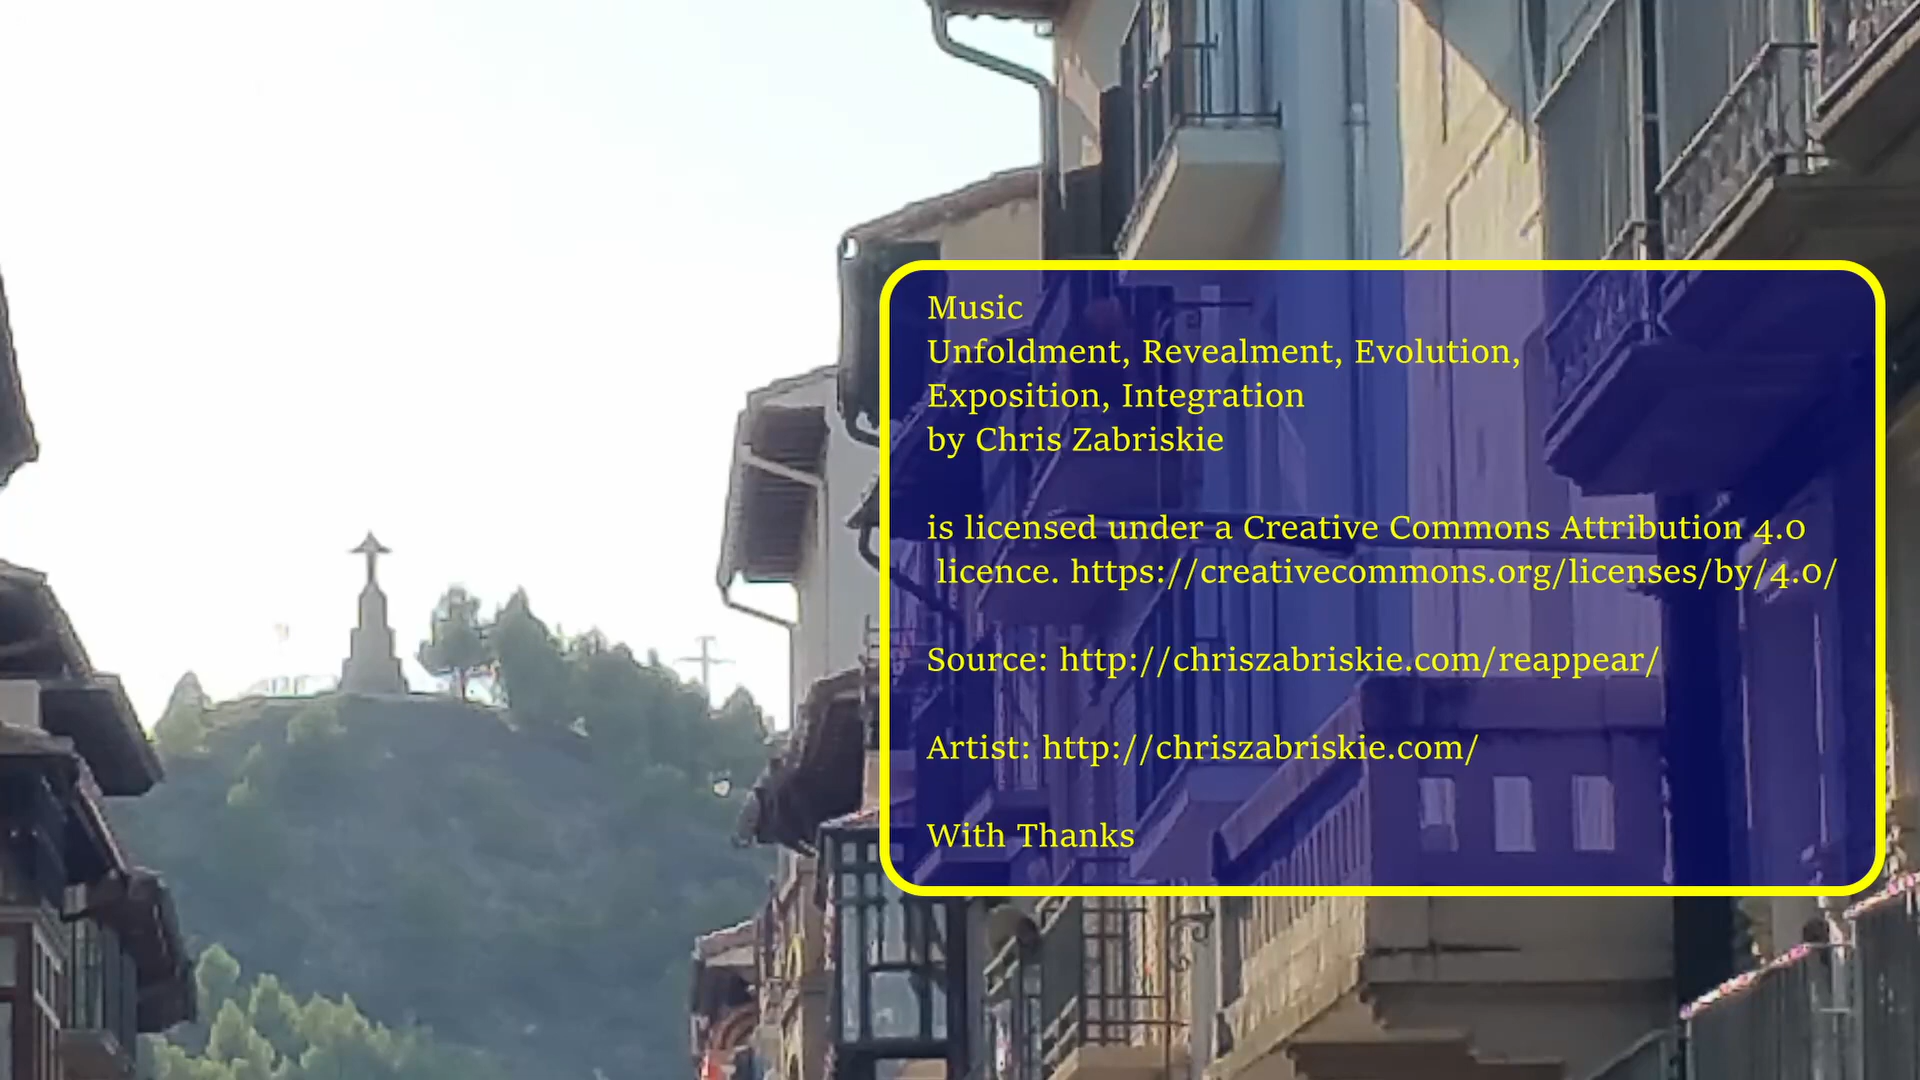 Music
Unfoldment, Revealment, Evolution,
Exposition, Integration
by Chris Zabriskie
is licensed under a Creative Commons Attribution 4.0
licence. https://creativecommons.org/licenses/by/4.0/
Source: http://chriszabriskie.com/reappear/
Artist: http://chriszabriskie.com/
With Thanks